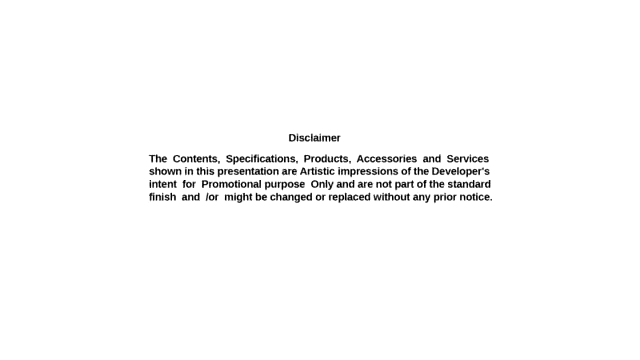 Disclaimer
The Contents, Specifications, Products, Accessories and Services
shown in this presentation are Artistic impressions of the Developer's
intent for Promotional purpose Only and are not part of the standard
finish and /or might be changed or replaced without any prior notice.